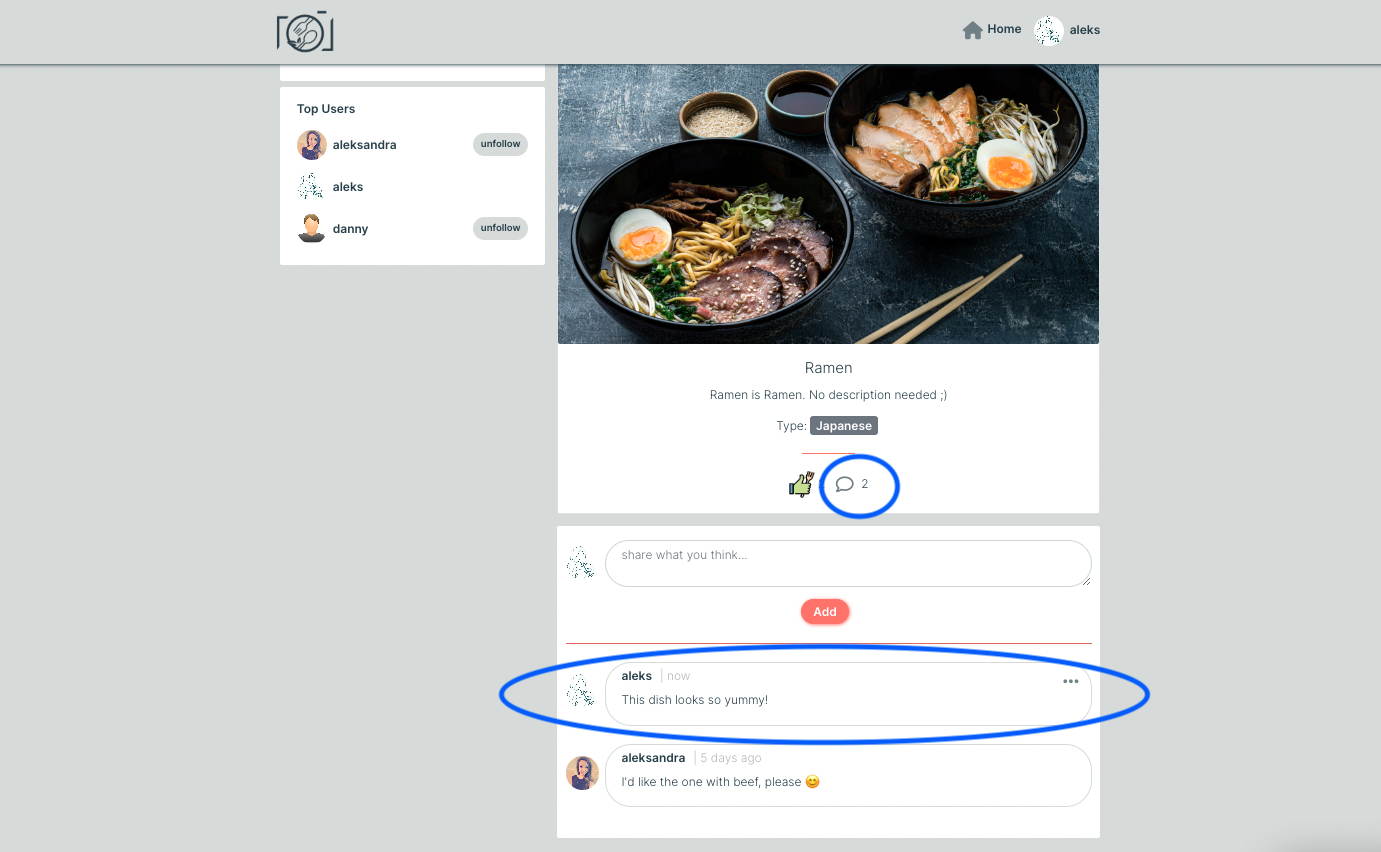 Home
aleks
Top Users
aleksandra
unfollow
aleks
danny
unfollow
Ramen
Ramen is Ramen. No description needed ;)
Type: Japanese
2
share what you think...
Add
aleks | now
This dish looks so yummy!
aleksandra | 5 days ago
I'd like the one with beef, please 😊